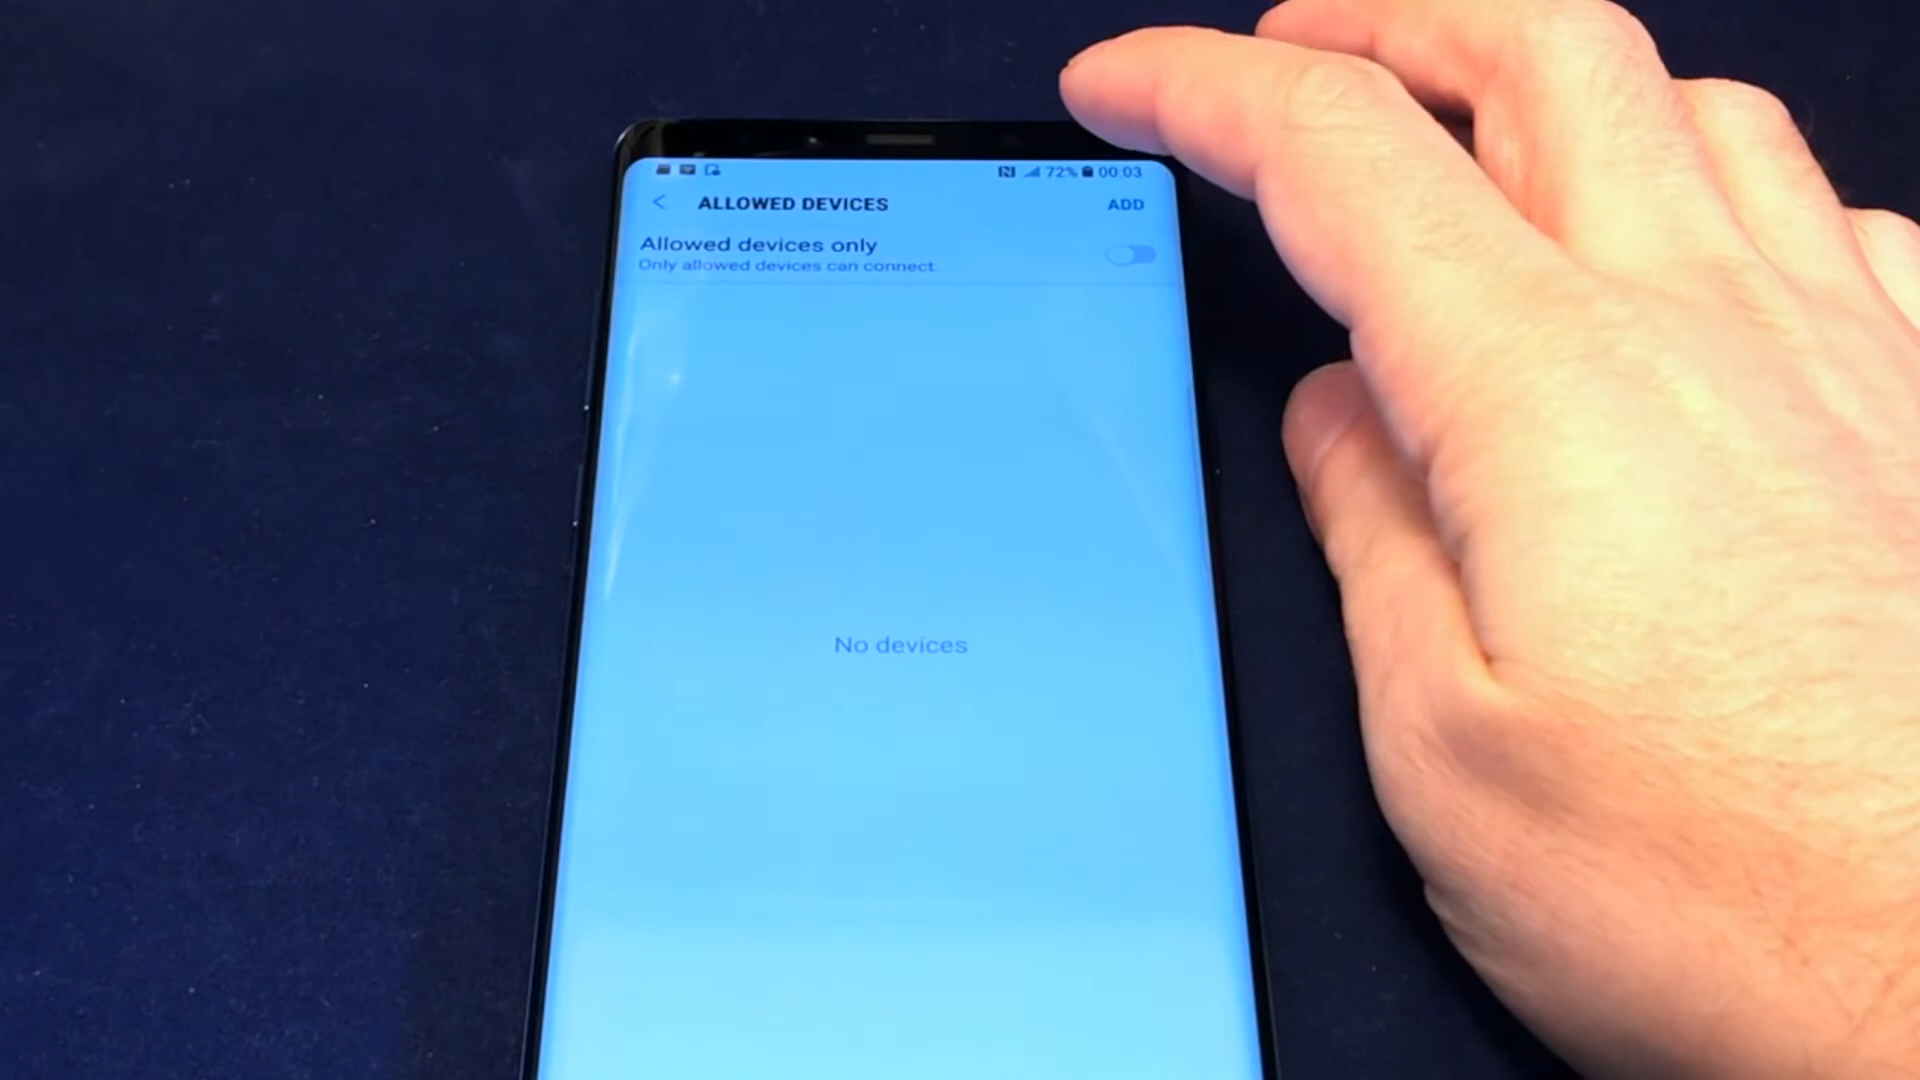 72% 00:03
< ALLOWED DEVICES ADD
Allowed devices only
Only allowed devices can connect.
No devices